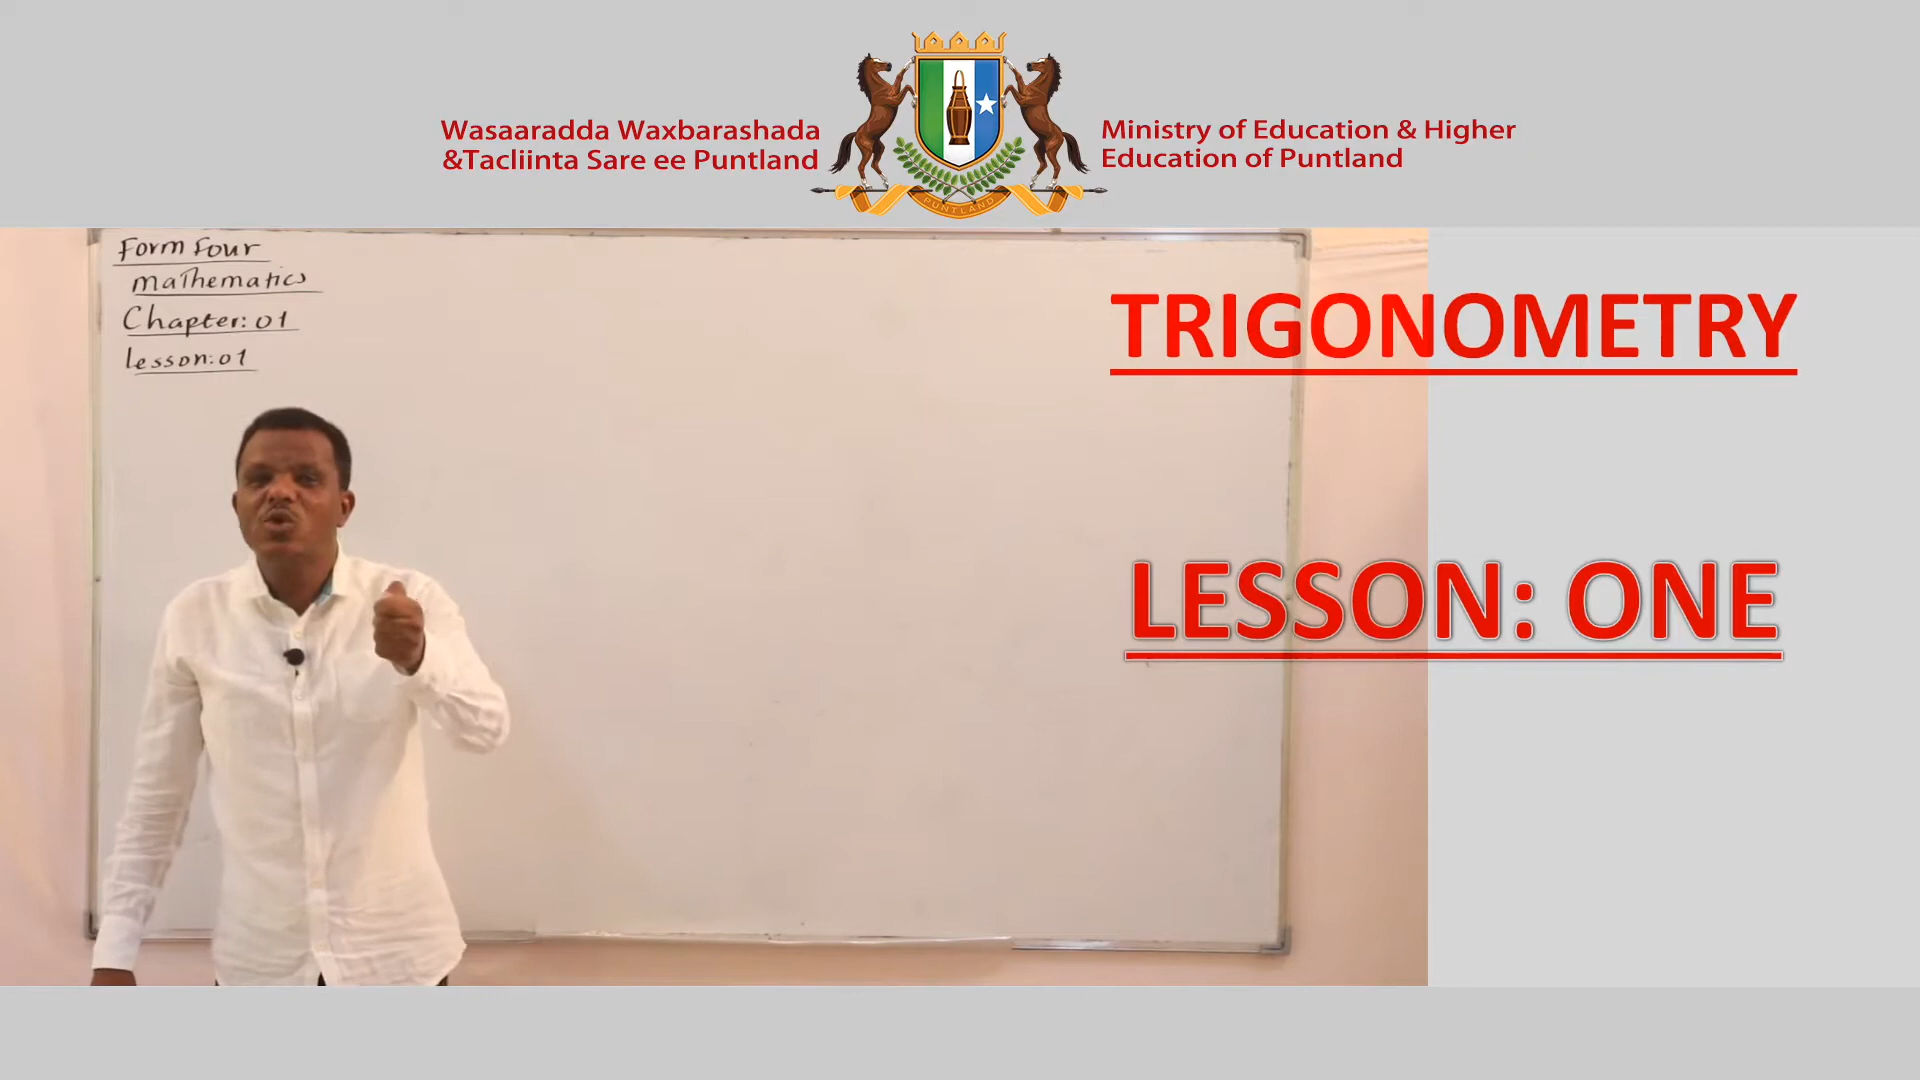 Wasaaradda Waxbarashada
&Tacliinta Sare ee Puntland
PUNTLAND
Ministry of Education & Higher
Education of Puntland
Form Four
mathematics
Chapter: 01
lesson: 01
TRIGONOMETRY
LESSON: ONE